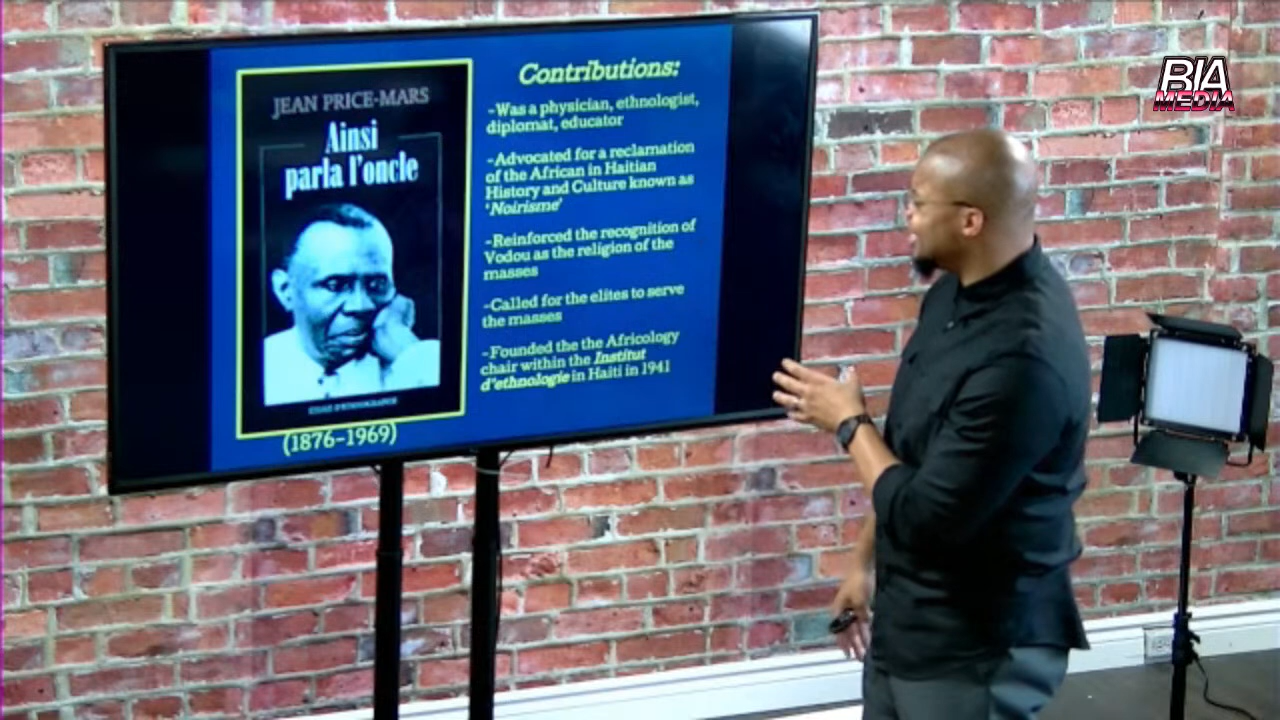 BIA
MEDIA
JEAN PRICE-MARS
Ainsi
parla l'oncle
(1876-1969)
Contributions:
-Was a physician, ethnologist,
diplomat, educator
-Advocated for a reclamation
of the African in Haitian
History and Culture known as
'Noirisme'
-Reinforced the recognition of
Vodou as the religion of the
masses
-Called for the elites to serve
the masses
-Founded the the Africology
chair within the Institut
d'ethnologie in Haiti in 1941